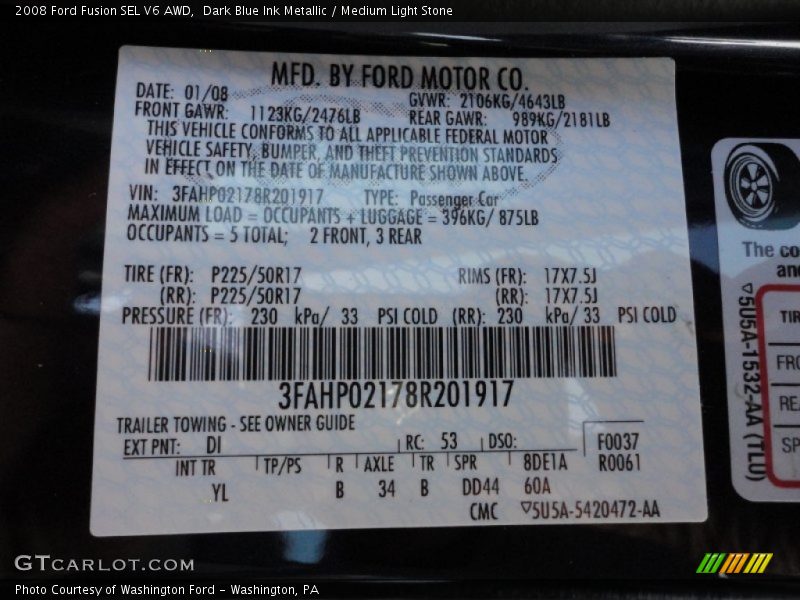 2008 Ford Fusion SEL V6 AWD, Dark Blue Ink Metallic / Medium Light Stone
MFD. BY FORD MOTOR CO.
DATE: 01/08 GVWR: 2106KG/4643LB
FRONT GAWR: 1123KG/2476LB REAR GAWR: 989KG/2181LB
THIS VEHICLE CONFORMS TO ALL APPLICABLE FEDERAL MOTOR
VEHICLE SAFETY, BUMPER, AND THEFT PREVENTION STANDARDS
IN EFFECT ON THE DATE OF MANUFACTURE SHOWN ABOVE.
VIN: 3FAHP02178R201917 TYPE: Passenger Car
MAXIMUM LOAD = OCCUPANTS + LUGGAGE = 396KG/ 875LB
OCCUPANTS = 5 TOTAL; 2 FRONT, 3 REAR
TIRE (FR): P225/50R17 RIMS (FR): 17X7.5J
(RR): P225/50R17 (RR): 17X7.5J
PRESSURE (FR): 230 kPa/ 33 PSI COLD (RR): 230 kPa/ 33 PSI COLD
3FAHP02178R201917
TRAILER TOWING - SEE OWNER GUIDE
EXT PNT: DI RC: 53 DSO: F0037
INT TR TP/PS R AXLE TR SPR 8DE1A R0061
YL B 34 B DD44 60A
CMC ▽5U5A-5420472-AA
The co
and
▽5U5A-1532-AA (TLU)
TIR
FRO
REA
SP
GTCARLOT.COM
Photo Courtesy of Washington Ford - Washington, PA